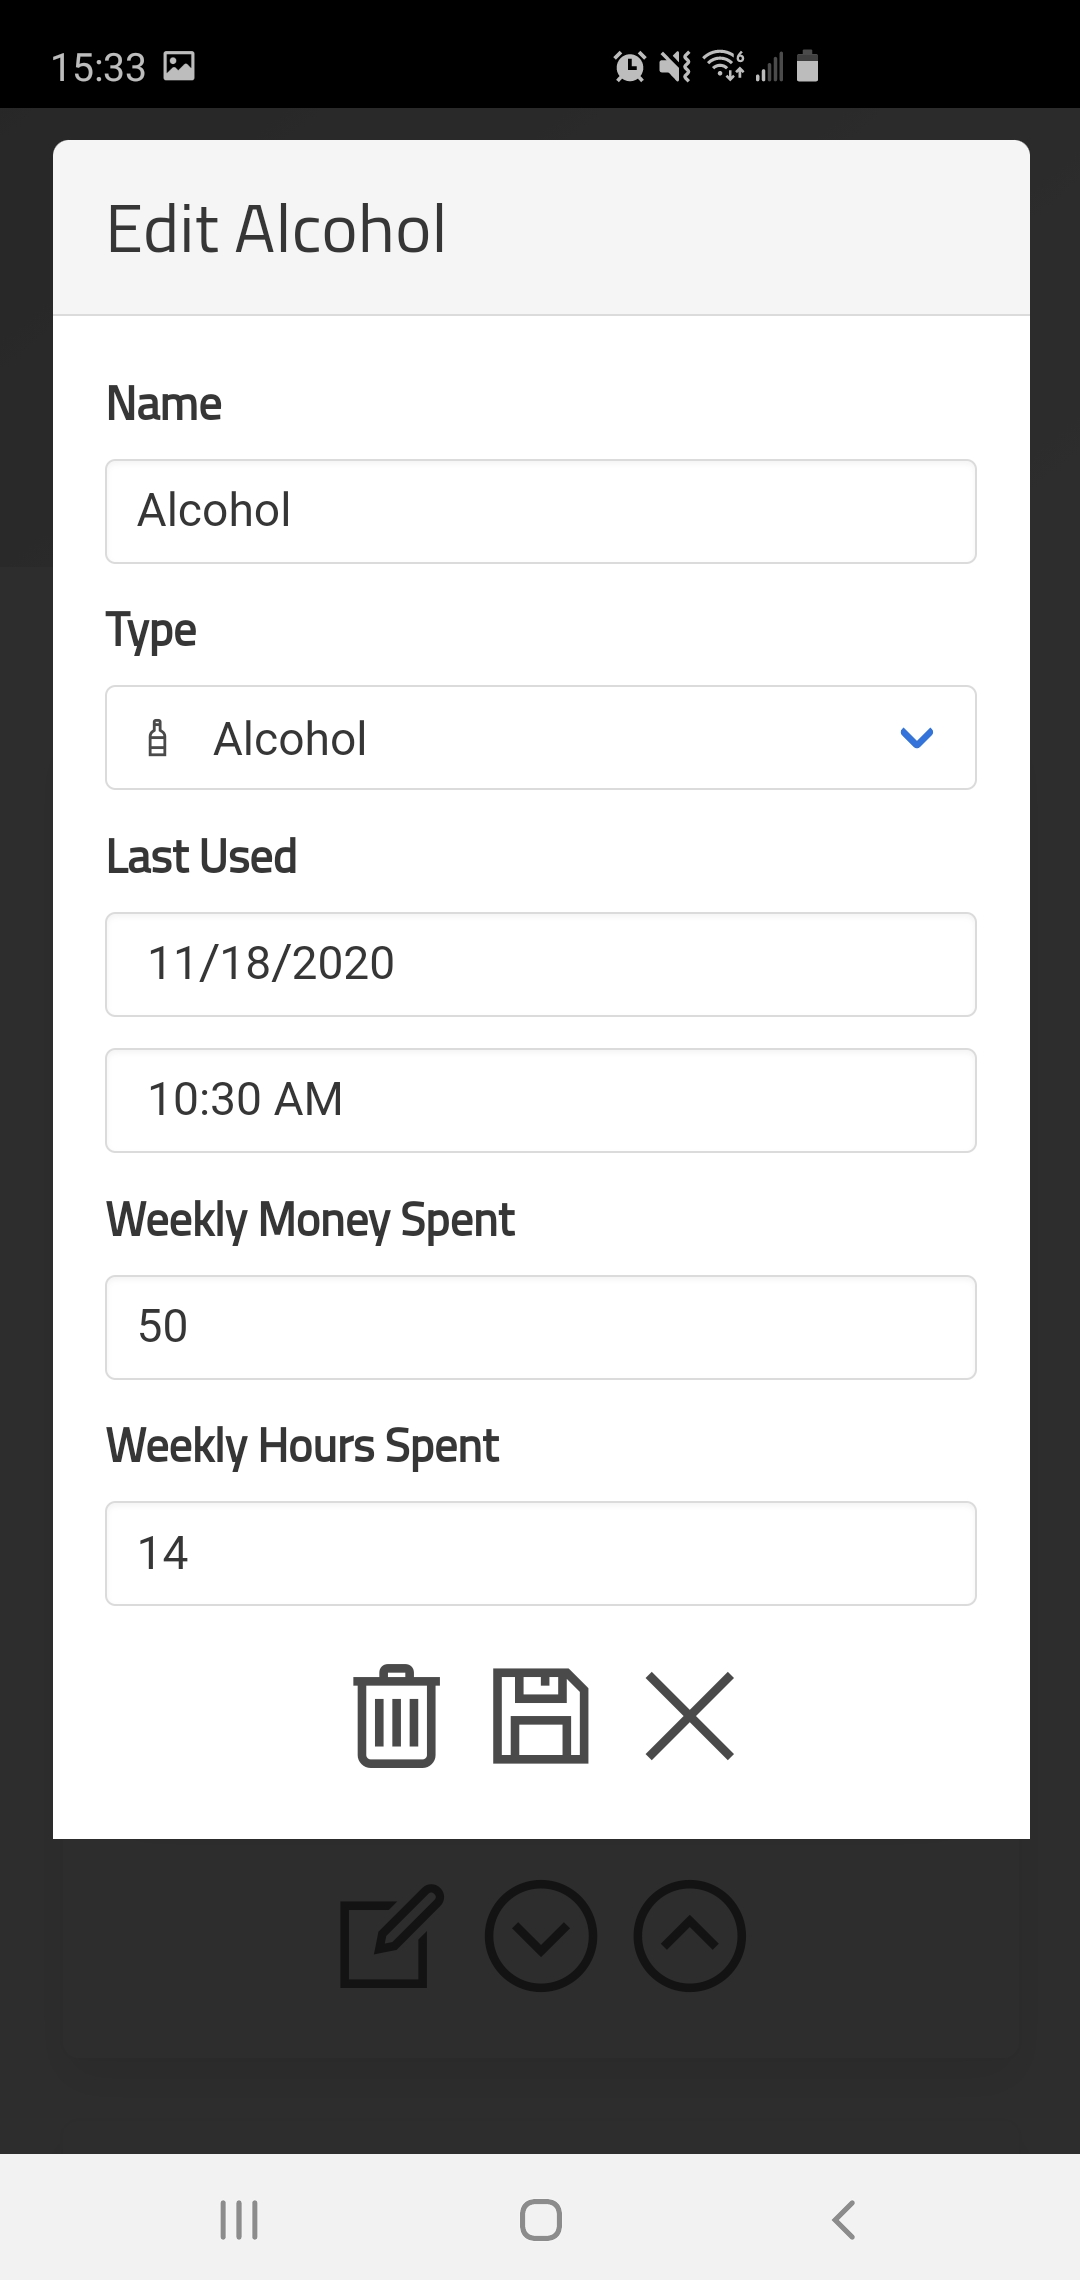 15:33
Edit Alcohol
Name
Alcohol
Type
Alcohol
Last Used
11/18/2020
10:30 AM
Weekly Money Spent
50
Weekly Hours Spent
14